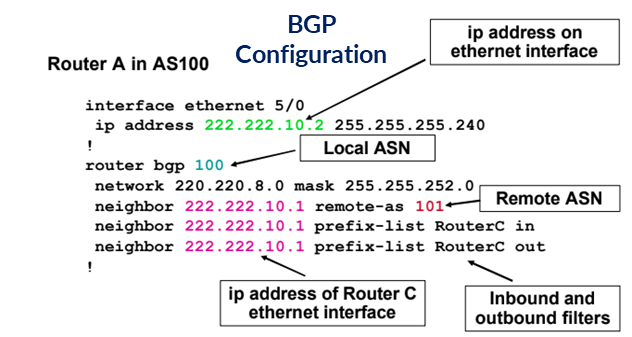 BGP
Configuration
ip address on
ethernet interface
Router A in AS100
interface ethernet 5/0
ip address 222.222.10.2 255.255.255.240
!
Local ASN
router bgp 100
network 220.220.8.0 mask 255.255.252.0
Remote ASN
neighbor 222.222.10.1 remote-as 101
neighbor 222.222.10.1 prefix-list RouterC in
neighbor 222.222.10.1 prefix-list RouterC out
!
ip address of Router C
ethernet interface
Inbound and
outbound filters